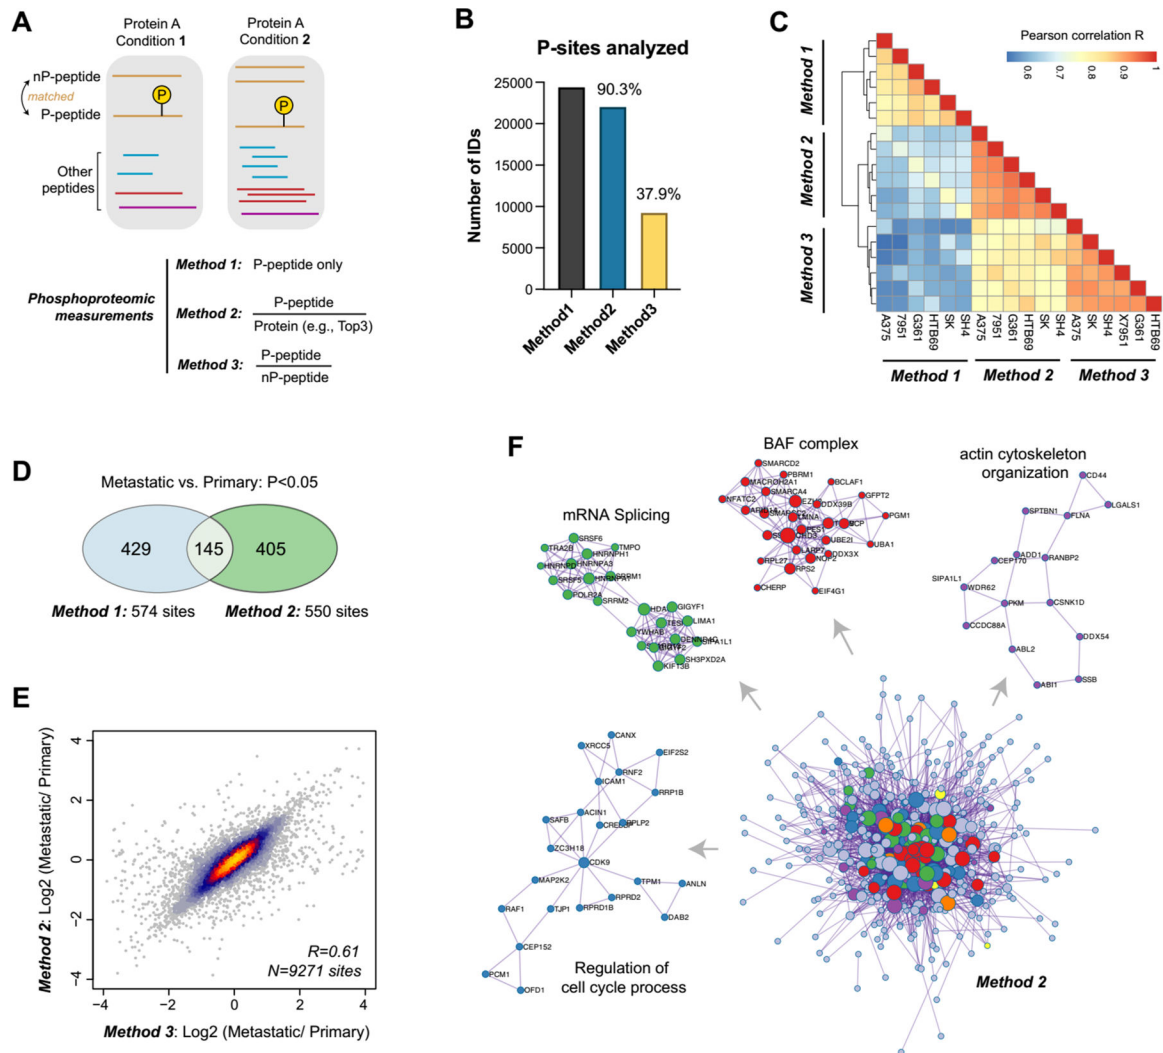 A
Protein A
Condition 1
Protein A
Condition 2
nP-peptide
matched
P-peptide
P
P
Other
peptides
Phosphoproteomic
measurements
Method 1: P-peptide only
Method 2:
P-peptide
Protein (e.g., Top3)
Method 3:
P-peptide
nP-peptide
B
P-sites analyzed
Number of IDs
25000
20000
15000
10000
5000
0
90.3%
37.9%
Method1
Method2
Method3
C
Pearson correlation R
0.6
0.7
0.8
0.9
1
Method 1
Method 2
Method 3
A375
7951
G361
HTB69
SK
SH4
A375
7951
G361
HTB69
SK
SH4
A375
SK
SH4
X7951
G361
HTB69
Method 1
Method 2
Method 3
D
Metastatic vs. Primary: P<0.05
429
145
405
Method 1: 574 sites
Method 2: 550 sites
E
Method 2: Log2 (Metastatic/ Primary)
4
2
0
−2
−4
R=0.61
N=9271 sites
−4
−2
0
2
4
Method 3: Log2 (Metastatic/ Primary)
F
mRNA Splicing
SRSF6
TRA2B
TMPO
HNRNPH1
HNRNPA3
SRRM1
SRSF5
POLR2A
SRRM2
GIGYF1
LIMA1
YWHAB
SIPA1L1
GIGYF2
SH3PXD2A
KIF13B
BAF complex
SMARCD2
PBRM1
MACROH2A1
SMARCA4
BCLAF1
NFATC2
GFPT2
DDX39B
PGM1
UBE2I
UBA1
LARP7
DDX3X
NOP2
RPL27
RPS2
CHERP
EIF4G1
actin cytoskeleton
organization
CD44
LGALS1
SPTBN1
FLNA
ADD1
CEP170
RANBP2
SIPA1L1
WDR62
PKM
CSNK1D
CCDC88A
DDX54
ABL2
ABI1
SSB
CANX
XRCC5
EIF2S2
RNF2
ICAM1
RRP1B
ACIN1
SAFB
RPLP2
ZC3H18
CDK9
MAP2K2
TPM1
ANLN
RPRD2
RAF1
TJP1
RPRD1B
DAB2
CEP152
PCM1
OFD1
Regulation of
cell cycle process
Method 2